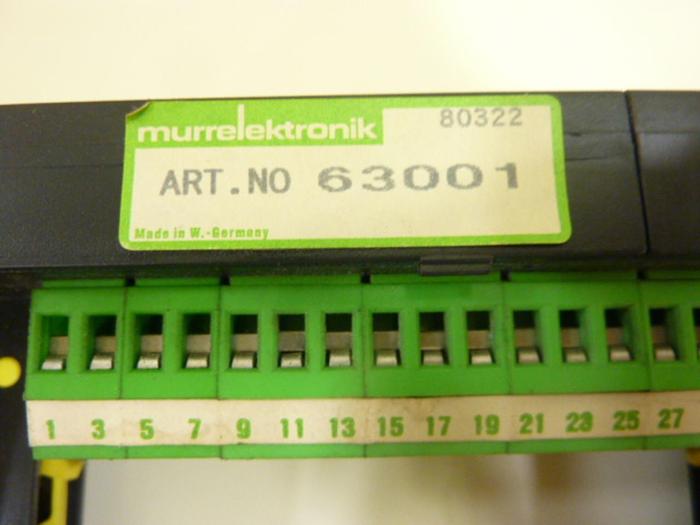 murrelektronik 80322
ART.NO 63001
Made in W.-Germany
1 3 5 7 9 11 13 15 17 19 21 23 25 27